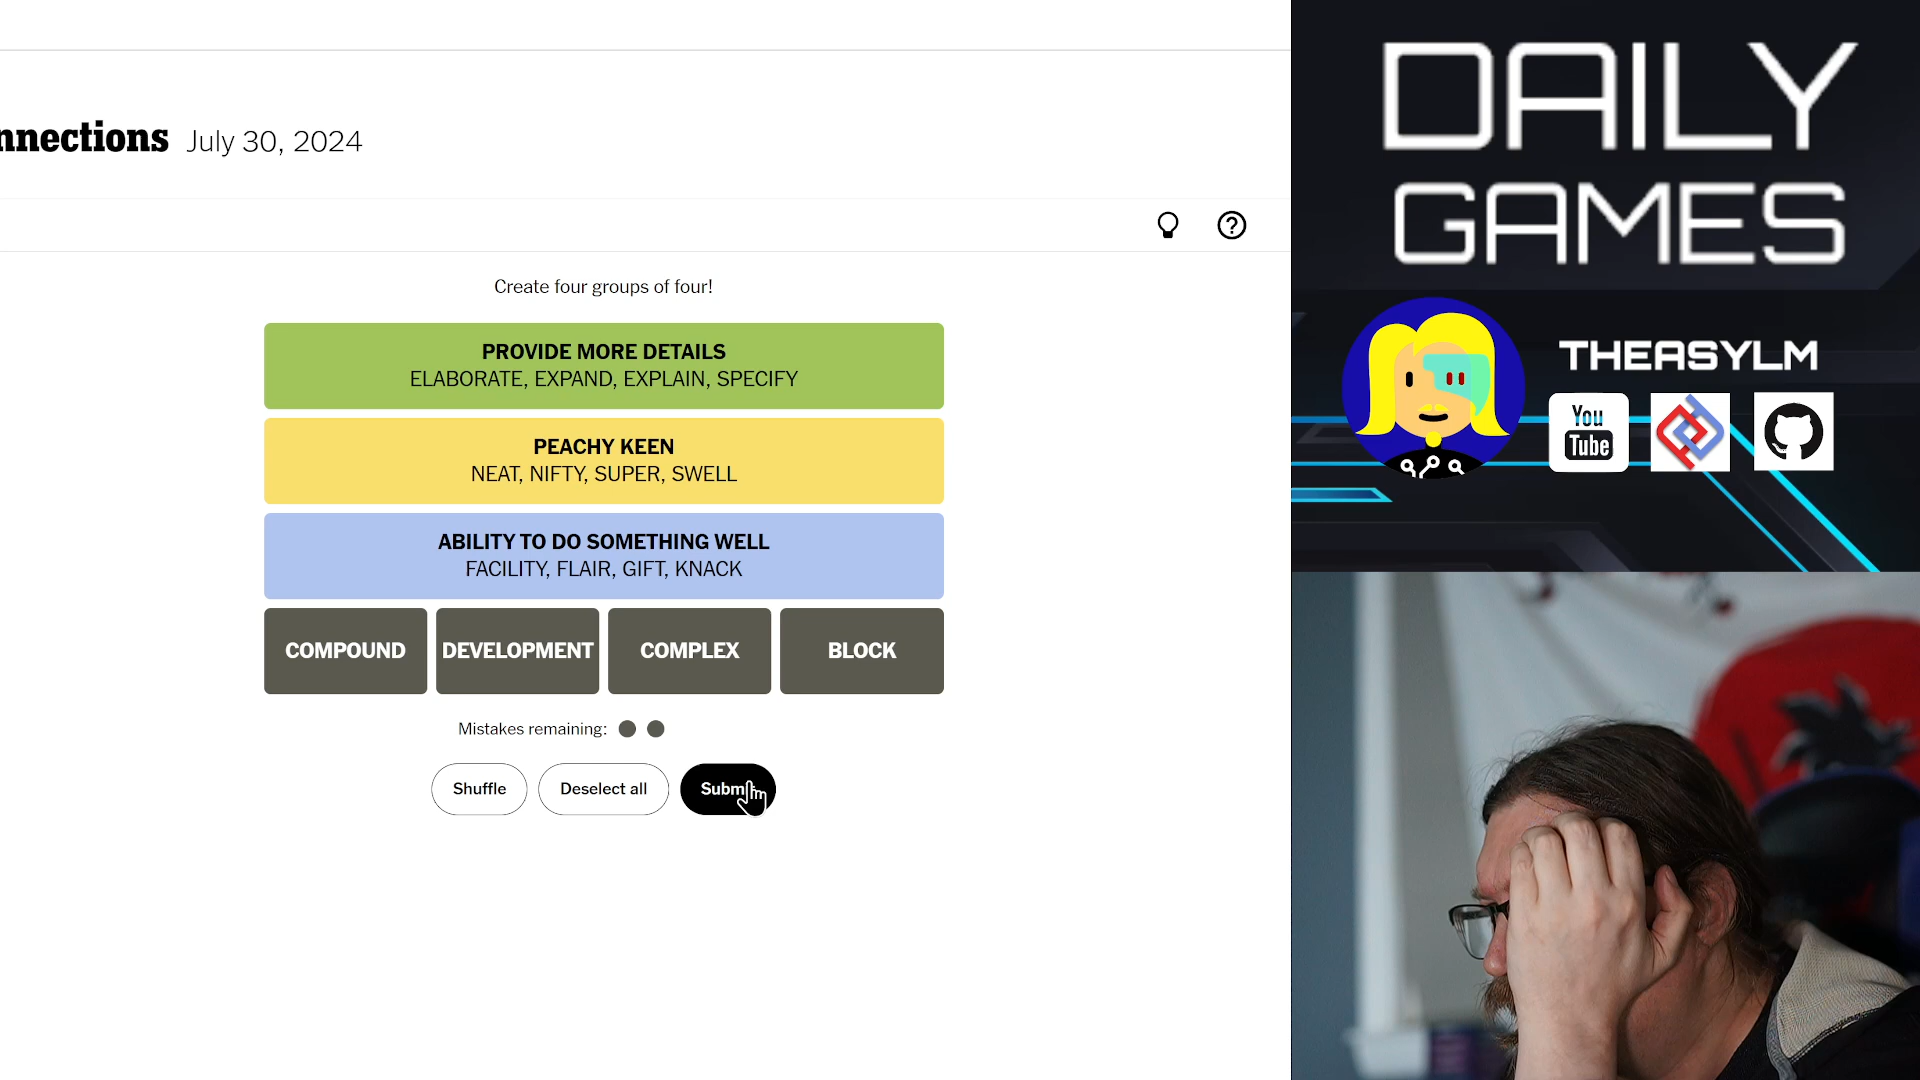 nnections July 30, 2024
Create four groups of four!
PROVIDE MORE DETAILS
ELABORATE, EXPAND, EXPLAIN, SPECIFY
PEACHY KEEN
NEAT, NIFTY, SUPER, SWELL
ABILITY TO DO SOMETHING WELL
FACILITY, FLAIR, GIFT, KNACK
COMPOUND DEVELOPMENT COMPLEX BLOCK
Mistakes remaining:
Shuffle Deselect all Submit
DAILY
GAMES
THEASYLM
You
Tube